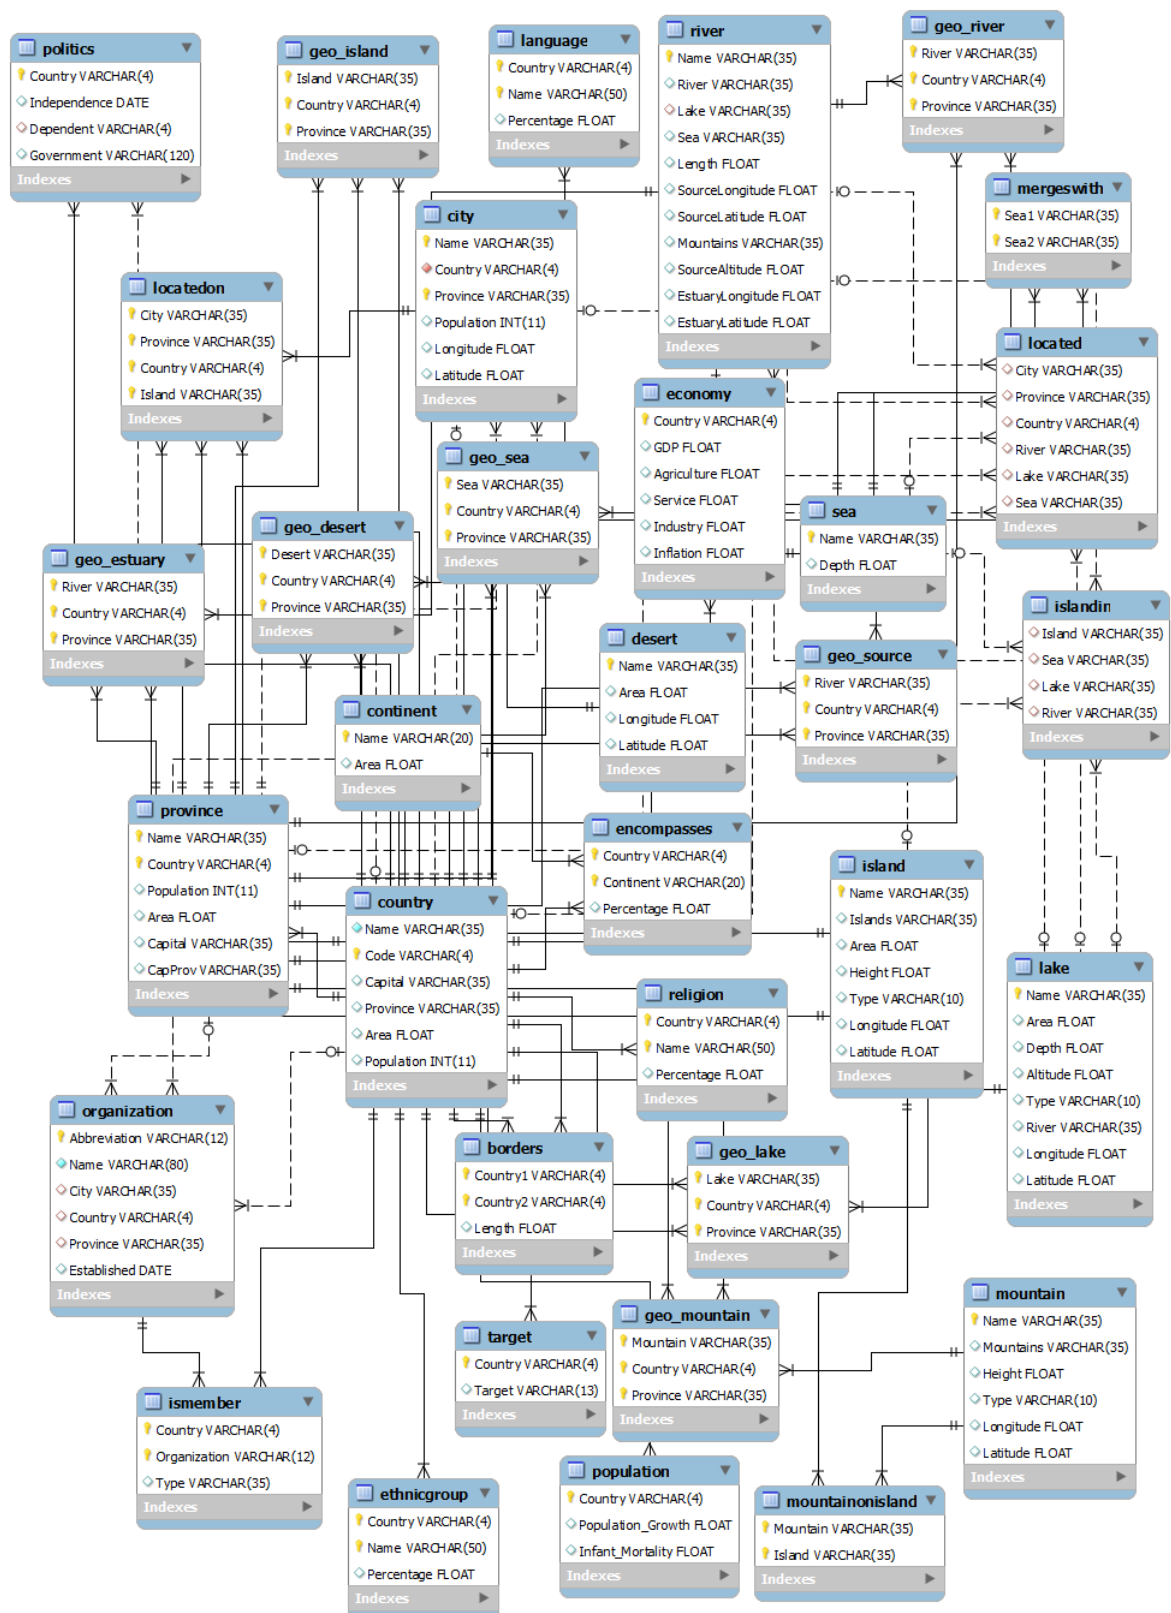 politics
Country VARCHAR(4)
Independence DATE
Dependent VARCHAR(4)
Government VARCHAR(120)
Indexes
geo_island
Island VARCHAR(35)
Country VARCHAR(4)
Province VARCHAR(35)
Indexes
language
Country VARCHAR(4)
Name VARCHAR(50)
Percentage FLOAT
Indexes
river
Name VARCHAR(35)
River VARCHAR(35)
Lake VARCHAR(35)
Sea VARCHAR(35)
Length FLOAT
SourceLongitude FLOAT
SourceLatitude FLOAT
Mountains VARCHAR(35)
SourceAltitude FLOAT
EstuaryLongitude FLOAT
EstuaryLatitude FLOAT
Indexes
geo_river
River VARCHAR(35)
Country VARCHAR(4)
Province VARCHAR(35)
Indexes
mergeswith
Sea1 VARCHAR(35)
Sea2 VARCHAR(35)
Indexes
city
Name VARCHAR(35)
Country VARCHAR(4)
Province VARCHAR(35)
Population INT(11)
Longitude FLOAT
Latitude FLOAT
Indexes
locatedon
City VARCHAR(35)
Province VARCHAR(35)
Country VARCHAR(4)
Island VARCHAR(35)
Indexes
located
City VARCHAR(35)
Province VARCHAR(35)
Country VARCHAR(4)
River VARCHAR(35)
Lake VARCHAR(35)
Sea VARCHAR(35)
Indexes
economy
Country VARCHAR(4)
GDP FLOAT
Agriculture FLOAT
Service FLOAT
Industry FLOAT
Inflation FLOAT
Indexes
geo_sea
Sea VARCHAR(35)
Country VARCHAR(4)
Province VARCHAR(35)
Indexes
sea
Name VARCHAR(35)
Depth FLOAT
Indexes
geo_desert
Desert VARCHAR(35)
Country VARCHAR(4)
Province VARCHAR(35)
Indexes
geo_estuary
River VARCHAR(35)
Country VARCHAR(4)
Province VARCHAR(35)
Indexes
islandin
Island VARCHAR(35)
Sea VARCHAR(35)
Lake VARCHAR(35)
River VARCHAR(35)
Indexes
desert
Name VARCHAR(35)
Area FLOAT
Longitude FLOAT
Latitude FLOAT
Indexes
geo_source
River VARCHAR(35)
Country VARCHAR(4)
Province VARCHAR(35)
Indexes
continent
Name VARCHAR(20)
Area FLOAT
Indexes
province
Name VARCHAR(35)
Country VARCHAR(4)
Population INT(11)
Area FLOAT
Capital VARCHAR(35)
CapProv VARCHAR(35)
Indexes
encompasses
Country VARCHAR(4)
Continent VARCHAR(20)
Percentage FLOAT
Indexes
island
Name VARCHAR(35)
Islands VARCHAR(35)
Area FLOAT
Height FLOAT
Type VARCHAR(10)
Longitude FLOAT
Latitude FLOAT
Indexes
country
Name VARCHAR(35)
Code VARCHAR(4)
Capital VARCHAR(35)
Province VARCHAR(35)
Area FLOAT
Population INT(11)
Indexes
lake
Name VARCHAR(35)
Area FLOAT
Depth FLOAT
Altitude FLOAT
Type VARCHAR(10)
River VARCHAR(35)
Longitude FLOAT
Latitude FLOAT
Indexes
religion
Country VARCHAR(4)
Name VARCHAR(50)
Percentage FLOAT
Indexes
organization
Abbreviation VARCHAR(12)
Name VARCHAR(80)
City VARCHAR(35)
Country VARCHAR(4)
Province VARCHAR(35)
Established DATE
Indexes
borders
Country1 VARCHAR(4)
Country2 VARCHAR(4)
Length FLOAT
Indexes
geo_lake
Lake VARCHAR(35)
Country VARCHAR(4)
Province VARCHAR(35)
Indexes
mountain
Name VARCHAR(35)
Mountains VARCHAR(35)
Height FLOAT
Type VARCHAR(10)
Longitude FLOAT
Latitude FLOAT
Indexes
geo_mountain
Mountain VARCHAR(35)
Country VARCHAR(4)
Province VARCHAR(35)
Indexes
target
Country VARCHAR(4)
Target VARCHAR(13)
Indexes
ismember
Country VARCHAR(4)
Organization VARCHAR(12)
Type VARCHAR(35)
Indexes
population
Country VARCHAR(4)
Population_Growth FLOAT
Infant_Mortality FLOAT
Indexes
ethnicgroup
Country VARCHAR(4)
Name VARCHAR(50)
Percentage FLOAT
Indexes
mountainonisland
Mountain VARCHAR(35)
Island VARCHAR(35)
Indexes